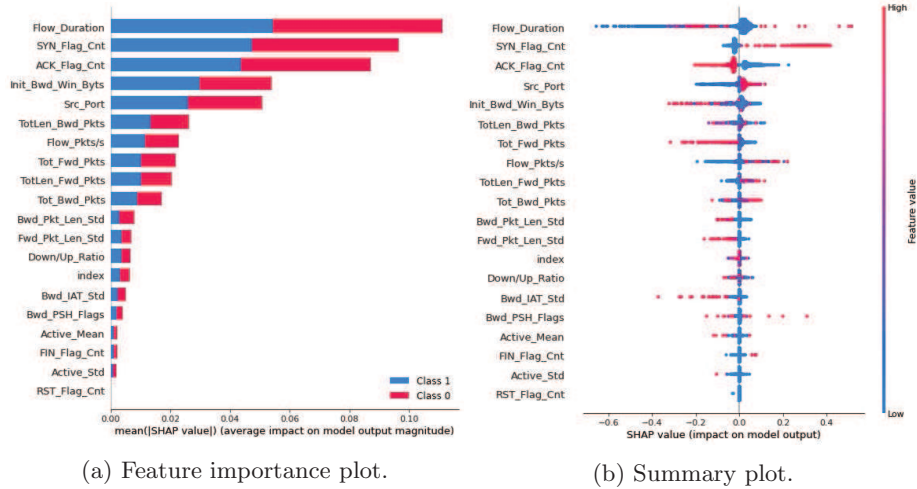 Flow_Duration
SYN_Flag_Cnt
ACK_Flag_Cnt
Init_Bwd_Win_Byts
Src_Port
TotLen_Bwd_Pkts
Flow_Pkts/s
Tot_Fwd_Pkts
TotLen_Fwd_Pkts
Tot_Bwd_Pkts
Bwd_Pkt_Len_Std
Fwd_Pkt_Len_Std
Down/Up_Ratio
index
Bwd_IAT_Std
Bwd_PSH_Flags
Active_Mean
FIN_Flag_Cnt
Active_Std
RST_Flag_Cnt
Class 1
Class 0
0.00 0.02 0.04 0.06 0.08 0.10
mean(|SHAP value|) (average impact on model output magnitude)
(a) Feature importance plot.
High
Flow_Duration
SYN_Flag_Cnt
ACK_Flag_Cnt
Src_Port
Init_Bwd_Win_Byts
TotLen_Bwd_Pkts
Tot_Fwd_Pkts
Flow_Pkts/s
TotLen_Fwd_Pkts
Tot_Bwd_Pkts
Bwd_Pkt_Len_Std
Fwd_Pkt_Len_Std
index
Down/Up_Ratio
Bwd_IAT_Std
Bwd_PSH_Flags
Active_Mean
FIN_Flag_Cnt
Active_Std
RST_Flag_Cnt
Feature value
Low
−0.6 −0.4 −0.2 0.0 0.2 0.4
SHAP value (impact on model output)
(b) Summary plot.